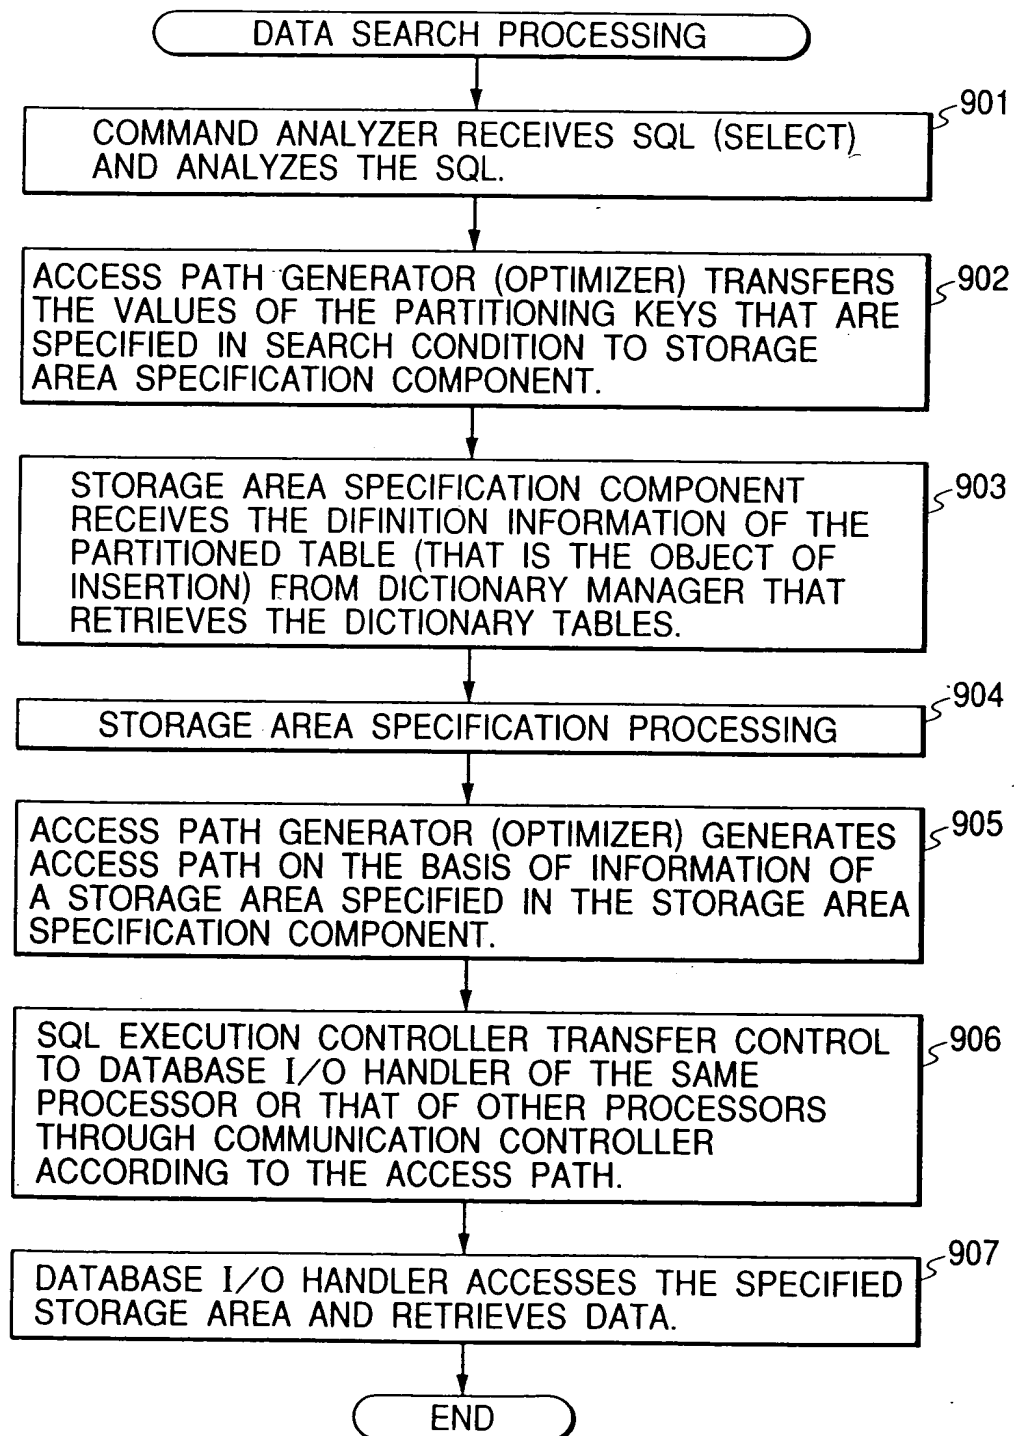 DATA SEARCH PROCESSING
901
COMMAND ANALYZER RECEIVES SQL (SELECT)
AND ANALYZES THE SQL.
902
ACCESS PATH GENERATOR (OPTIMIZER) TRANSFERS
THE VALUES OF THE PARTITIONING KEYS THAT ARE
SPECIFIED IN SEARCH CONDITION TO STORAGE
AREA SPECIFICATION COMPONENT.
903
STORAGE AREA SPECIFICATION COMPONENT
RECEIVES THE DIFINITION INFORMATION OF THE
PARTITIONED TABLE (THAT IS THE OBJECT OF
INSERTION) FROM DICTIONARY MANAGER THAT
RETRIEVES THE DICTIONARY TABLES.
904
STORAGE AREA SPECIFICATION PROCESSING
905
ACCESS PATH GENERATOR (OPTIMIZER) GENERATES
ACCESS PATH ON THE BASIS OF INFORMATION OF
A STORAGE AREA SPECIFIED IN THE STORAGE AREA
SPECIFICATION COMPONENT.
906
SQL EXECUTION CONTROLLER TRANSFER CONTROL
TO DATABASE I/O HANDLER OF THE SAME
PROCESSOR OR THAT OF OTHER PROCESSORS
THROUGH COMMUNICATION CONTROLLER
ACCORDING TO THE ACCESS PATH.
907
DATABASE I/O HANDLER ACCESSES THE SPECIFIED
STORAGE AREA AND RETRIEVES DATA.
END